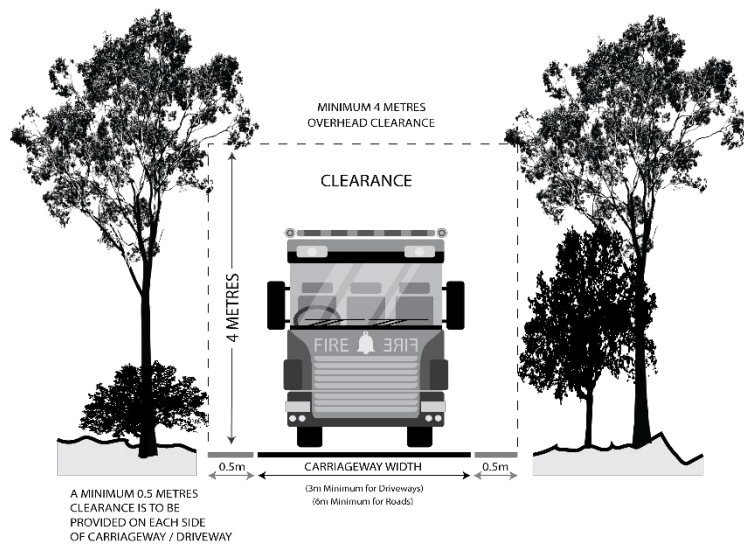 MINIMUM 4 METRES
OVERHEAD CLEARANCE
CLEARANCE
4 METRES
FIRE FIRE
0.5m CARRIAGEWAY WIDTH 0.5m
(3m Minimum for Driveways)
(6m Minimum for Roads)
A MINIMUM 0.5 METRES
CLEARANCE IS TO BE
PROVIDED ON EACH SIDE
OF CARRIAGEWAY / DRIVEWAY